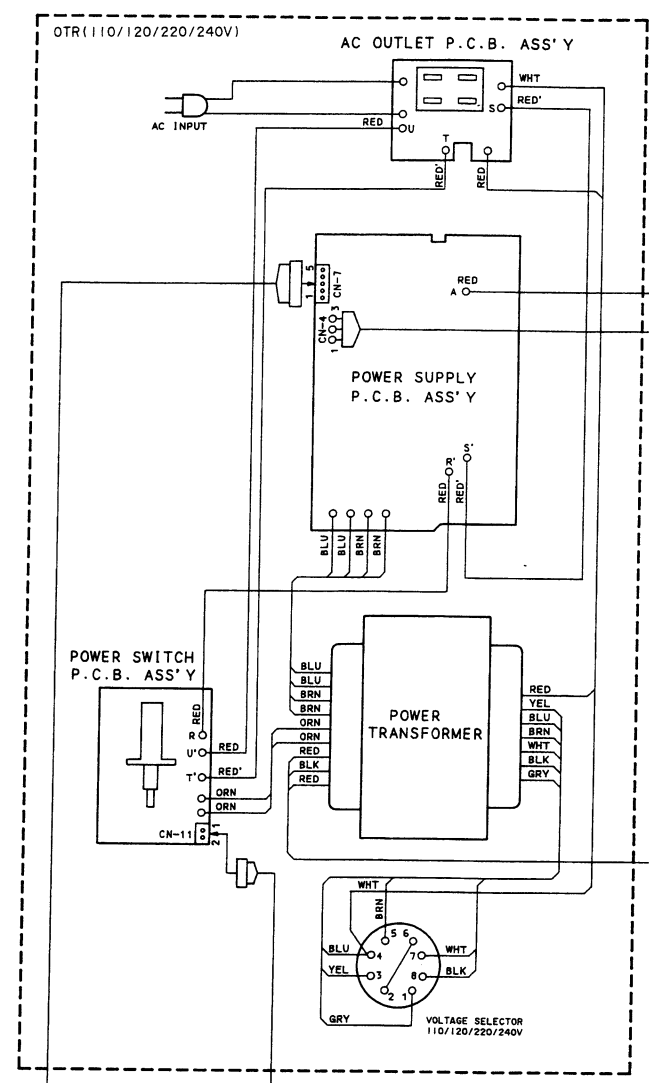 OTR(110/120/220/240V)
AC OUTLET P.C.B. ASS'Y
WHT
S
RED'
AC INPUT
RED
U
T
RED'
RED
5
1
CN-7
RED
A
3
CN-4
1
POWER SUPPLY
P.C.B. ASS'Y
S'
R'
RED
RED'
BLU
BLU
BRN
BRN
POWER SWITCH
P.C.B. ASS'Y
RED
R
U'
RED
T'
RED'
ORN
ORN
CN-11
1
2
BLU
BLU
BRN
BRN
ORN
ORN
RED
BLK
RED
POWER
TRANSFORMER
RED
YEL
BLU
BRN
WHT
BLK
GRY
WHT
BRN
5 6
BLU
4
7
WHT
YEL
3
8
BLK
2 1
GRY
VOLTAGE SELECTOR
110/120/220/240V